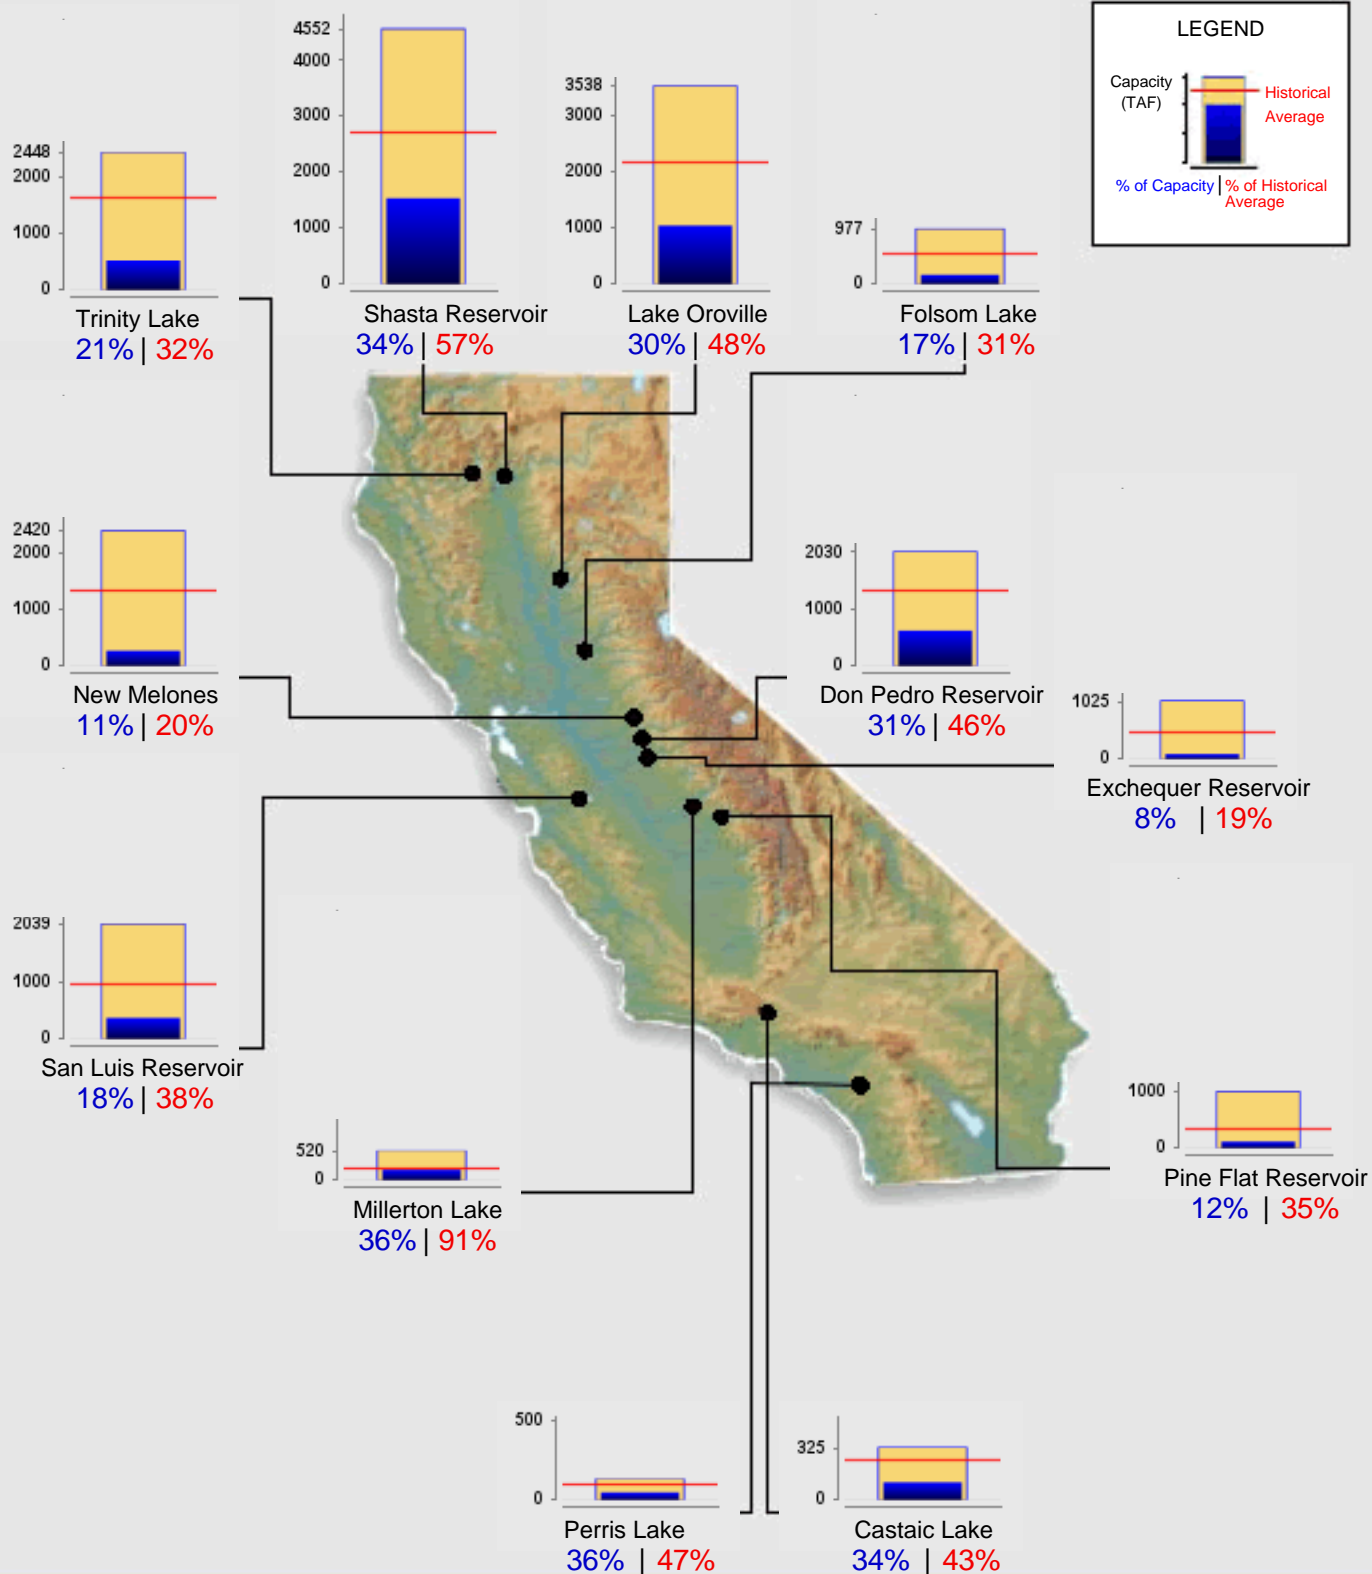 4552
4000
3000
2000
1000
0
Shasta Reservoir
34% | 57%
3538
3000
2000
1000
0
Lake Oroville
30% | 48%
LEGEND
Capacity
(TAF)
Historical
Average
% of Capacity | % of Historical
Average
2448
2000
1000
0
Trinity Lake
21% | 32%
977
0
Folsom Lake
17% | 31%
2420
2000
1000
0
New Melones
11% | 20%
2030
1000
0
Don Pedro Reservoir
31% | 46%
1025
0
Exchequer Reservoir
8% | 19%
2039
1000
0
San Luis Reservoir
18% | 38%
520
0
Millerton Lake
36% | 91%
1000
0
Pine Flat Reservoir
12% | 35%
500
0
Perris Lake
36% | 47%
325
0
Castaic Lake
34% | 43%